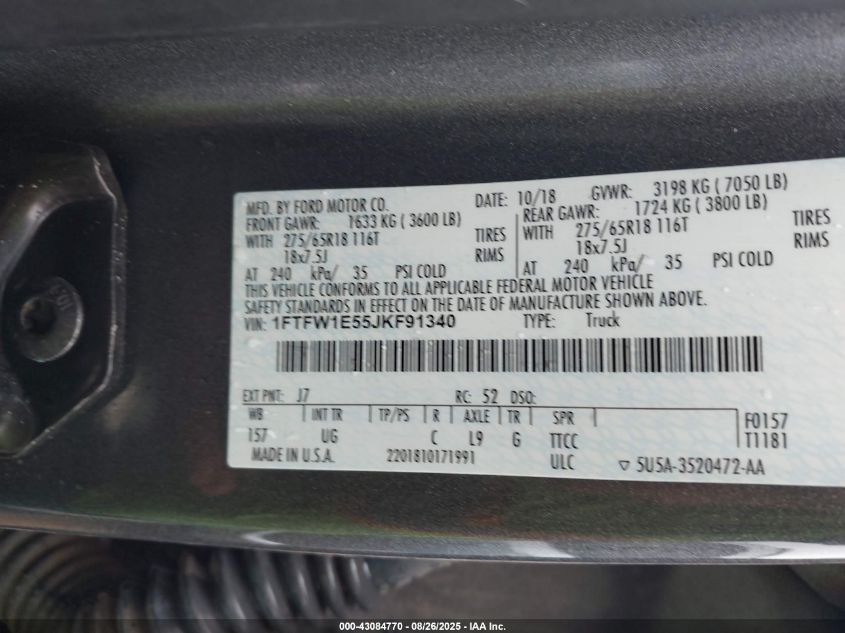 MFD. BY FORD MOTOR CO. DATE: 10/18 GVWR: 3198 KG ( 7050 LB)
FRONT GAWR: 1633 KG ( 3600 LB) REAR GAWR: 1724 KG ( 3800 LB)
WITH 275/65R18 116T TIRES WITH 275/65R18 116T TIRES
18x7.5J RIMS 18x7.5J RIMS
AT 240 kPa/ 35 PSI COLD AT 240 kPa/ 35 PSI COLD
THIS VEHICLE CONFORMS TO ALL APPLICABLE FEDERAL MOTOR VEHICLE
SAFETY STANDARDS IN EFFECT ON THE DATE OF MANUFACTURE SHOWN ABOVE.
VIN: 1FTFW1E55JKF91340 TYPE: Truck
EXT PNT: J7 RC: 52 DSO:
WB INT TR TP/PS R AXLE TR SPR F0157
157 UG C L9 G TTCC T1181
MADE IN U.S.A. 2201810171991 ULC ▽ 5U5A-3520472-AA
000-43084770 - 08/26/2025 - IAA Inc.